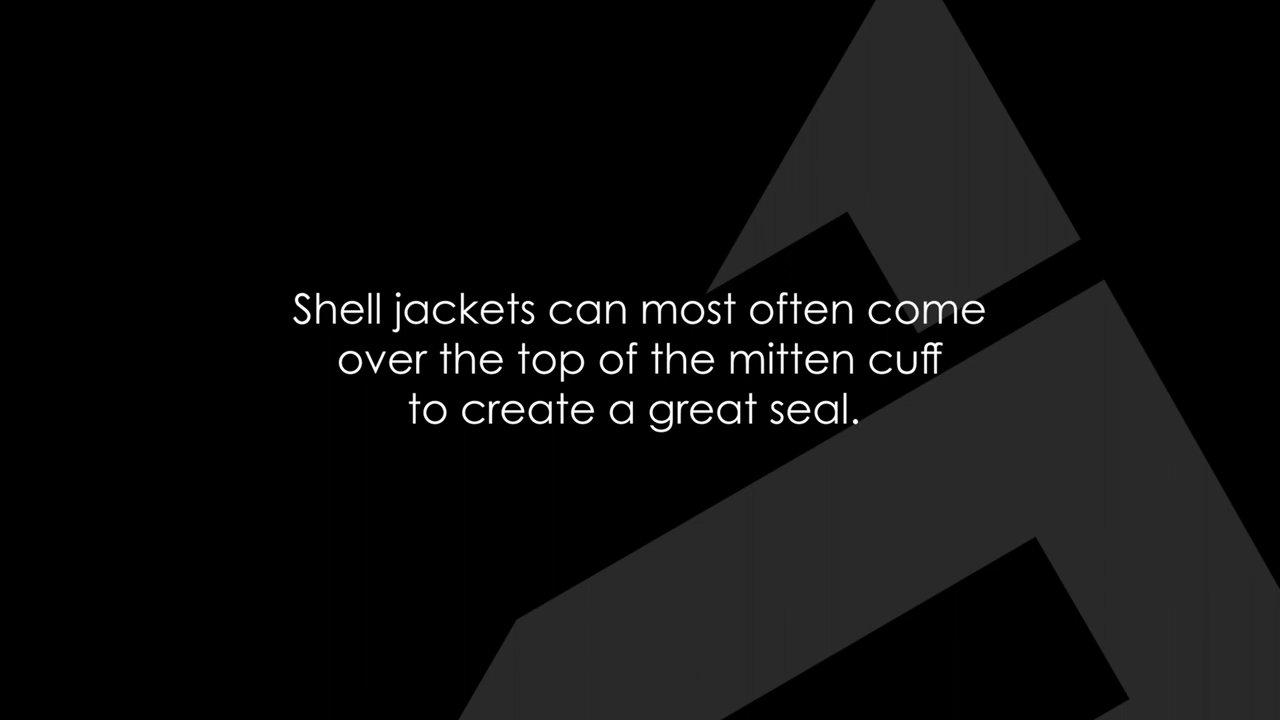 Shell jackets can most often come
over the top of the mitten cuff
to create a great seal.